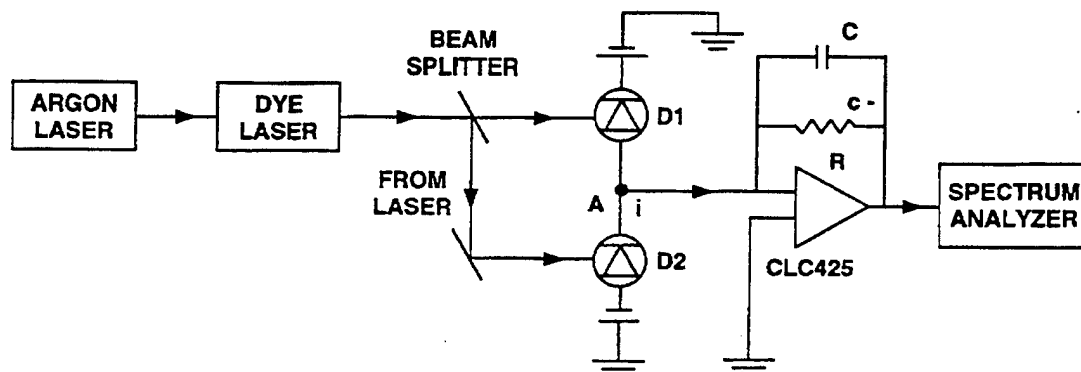 ARGON
LASER
DYE
LASER
BEAM
SPLITTER
FROM
LASER
D1
A
i
D2
C
c -
R
CLC425
SPECTRUM
ANALYZER